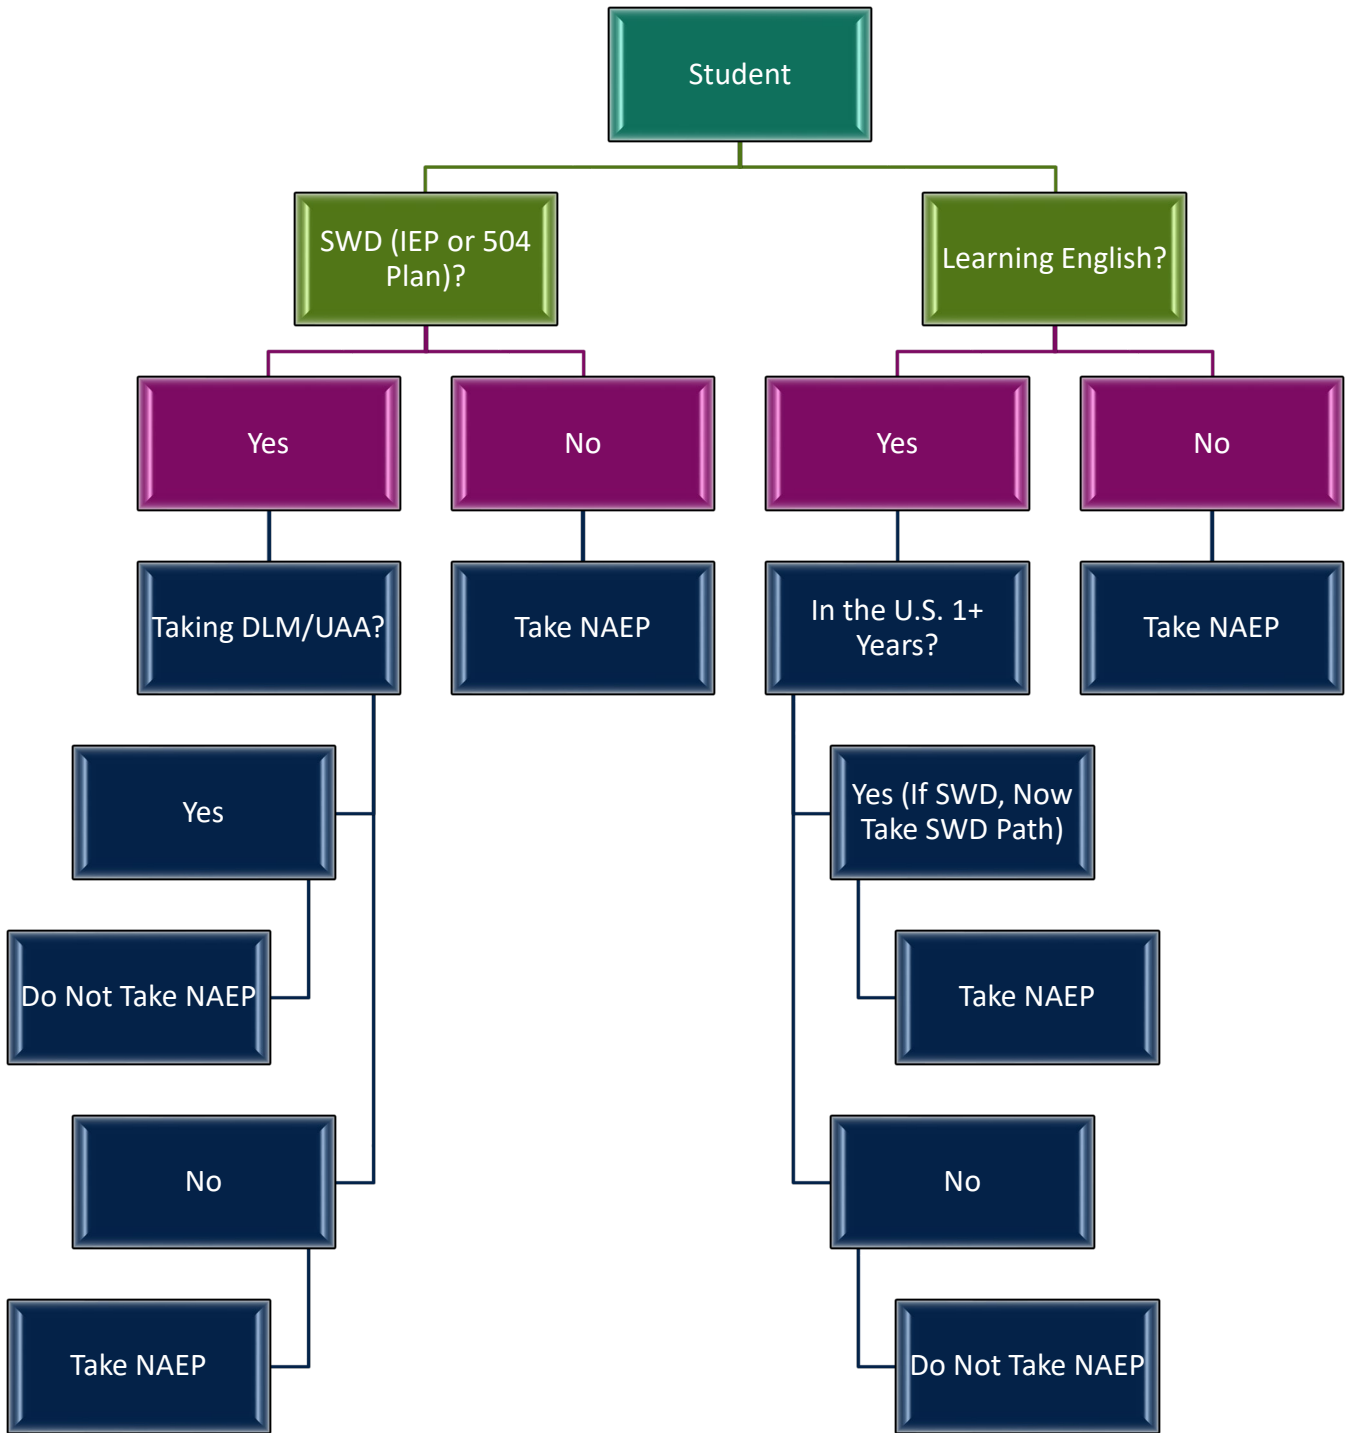 Student
SWD (IEP or 504
Plan)?
Learning English?
Yes
No
Yes
No
Taking DLM/UAA?
Take NAEP
In the U.S. 1+
Years?
Take NAEP
Yes
Yes (If SWD, Now
Take SWD Path)
Do Not Take NAEP
Take NAEP
No
No
Take NAEP
Do Not Take NAEP